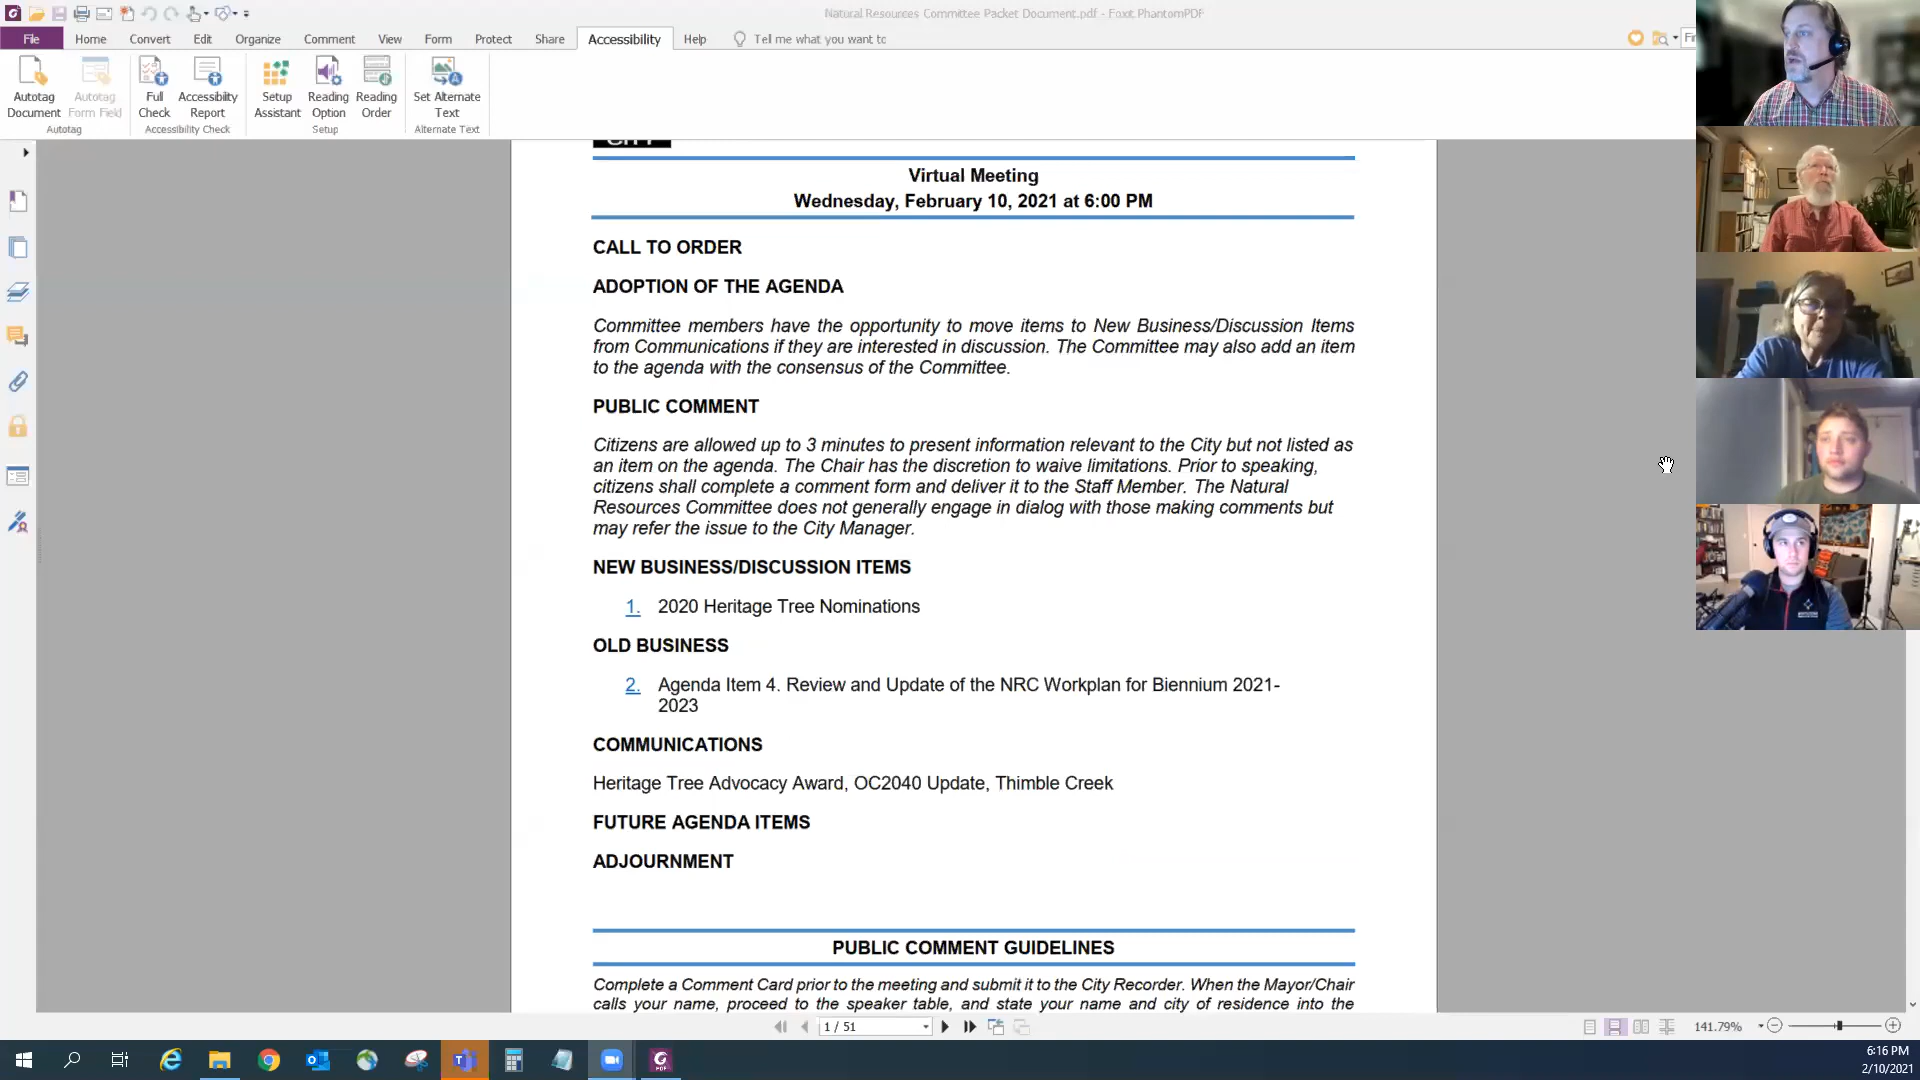 Natural Resources Committee Packet Document.pdf - Foxit PhantomPDF
File Home Convert Edit Organize Comment View Form Protect Share Accessibility Help Tell me what you want to
Autotag Document
Autotag Form Field
Full Check
Accessibility Report
Setup Assistant
Reading Option
Reading Order
Set Alternate Text
Autotag Accessibility Check Setup Alternate Text
Virtual Meeting
Wednesday, February 10, 2021 at 6:00 PM
CALL TO ORDER
ADOPTION OF THE AGENDA
Committee members have the opportunity to move items to New Business/Discussion Items
from Communications if they are interested in discussion. The Committee may also add an item
to the agenda with the consensus of the Committee.
PUBLIC COMMENT
Citizens are allowed up to 3 minutes to present information relevant to the City but not listed as
an item on the agenda. The Chair has the discretion to waive limitations. Prior to speaking,
citizens shall complete a comment form and deliver it to the Staff Member. The Natural
Resources Committee does not generally engage in dialog with those making comments but
may refer the issue to the City Manager.
NEW BUSINESS/DISCUSSION ITEMS
1. 2020 Heritage Tree Nominations
OLD BUSINESS
2. Agenda Item 4. Review and Update of the NRC Workplan for Biennium 2021-
2023
COMMUNICATIONS
Heritage Tree Advocacy Award, OC2040 Update, Thimble Creek
FUTURE AGENDA ITEMS
ADJOURNMENT
PUBLIC COMMENT GUIDELINES
Complete a Comment Card prior to the meeting and submit it to the City Recorder. When the Mayor/Chair
calls your name, proceed to the speaker table, and state your name and city of residence into the
1 / 51
141.79%
6:16 PM
2/10/2021